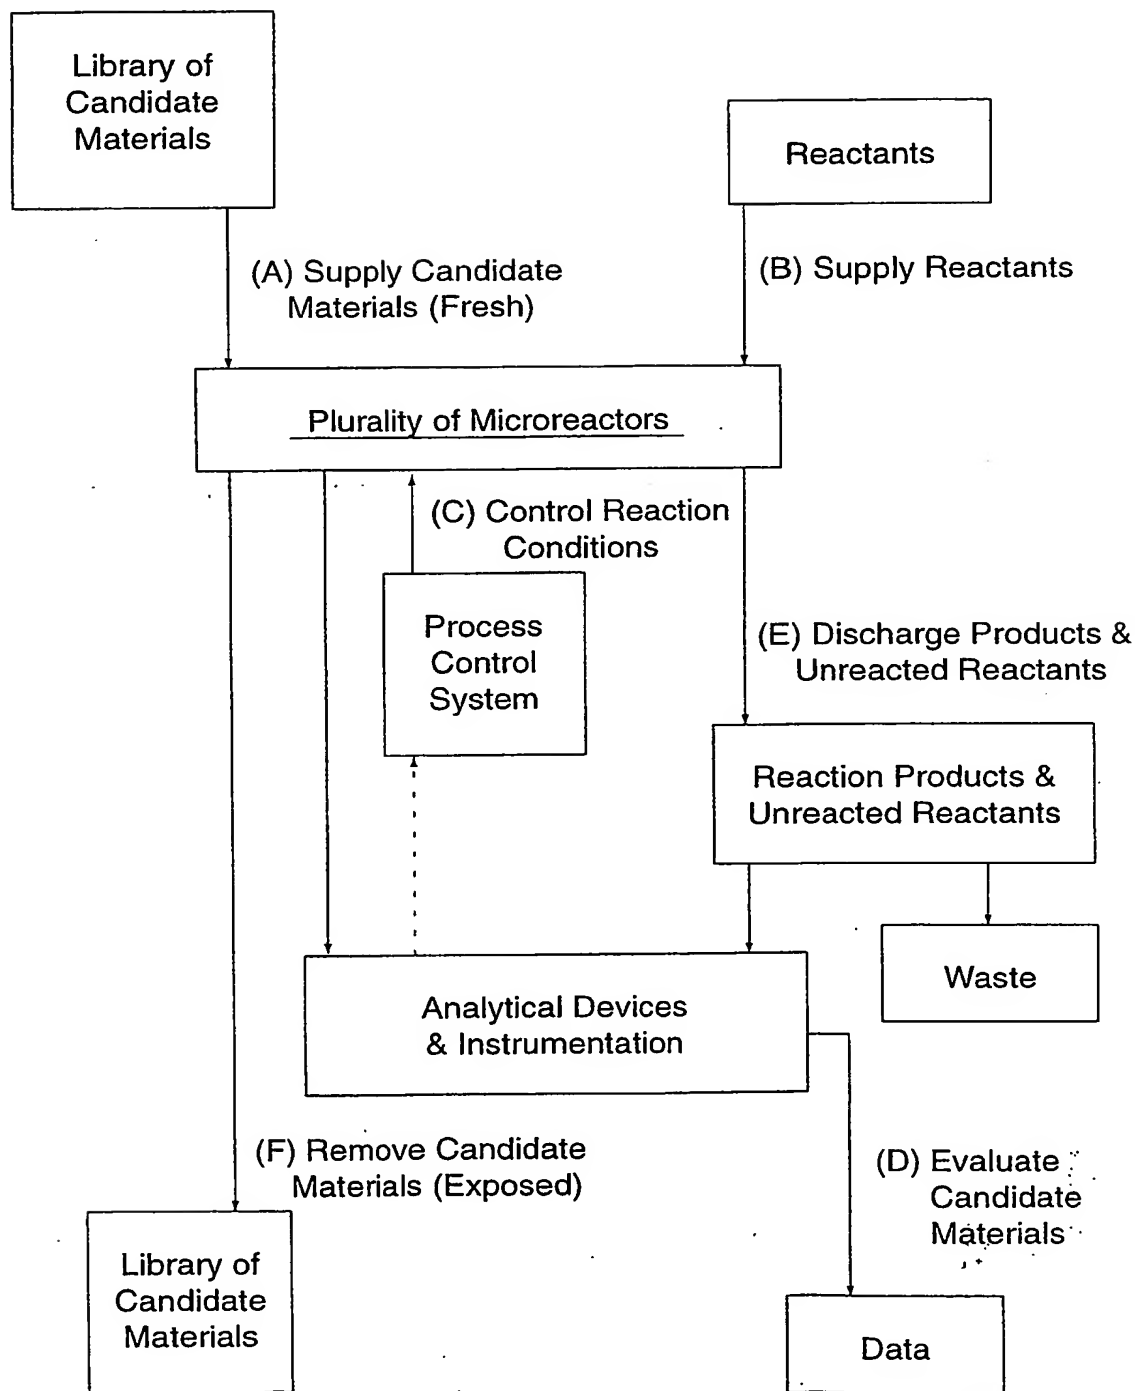 Library of
Candidate
Materials
Reactants
(A) Supply Candidate
Materials (Fresh)
(B) Supply Reactants
Plurality of Microreactors
(C) Control Reaction
Conditions
Process
Control
System
(E) Discharge Products &
Unreacted Reactants
Reaction Products &
Unreacted Reactants
Waste
Analytical Devices
& Instrumentation
(F) Remove Candidate
Materials (Exposed)
(D) Evaluate
Candidate
Materials
Library of
Candidate
Materials
Data